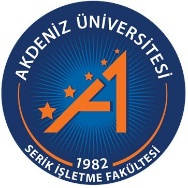 AKDENİZ ÜNİVERSİTESİ
1982
SERİK İŞLETME FAKÜLTESİ